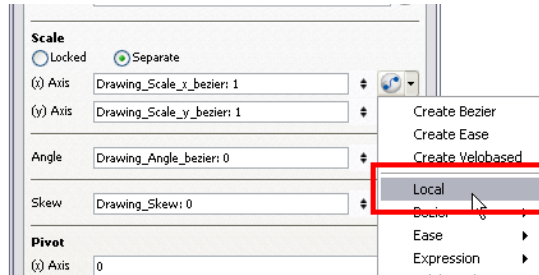 Scale
Locked Separate
(x) Axis Drawing_Scale_x_bezier: 1
(y) Axis Drawing_Scale_y_bezier: 1
Create Bezier
Create Ease
Angle Drawing_Angle_bezier: 0
Create Velobased
Local
Skew Drawing_Skew: 0
Bezier
Ease
Pivot
Expression
(x) Axis 0